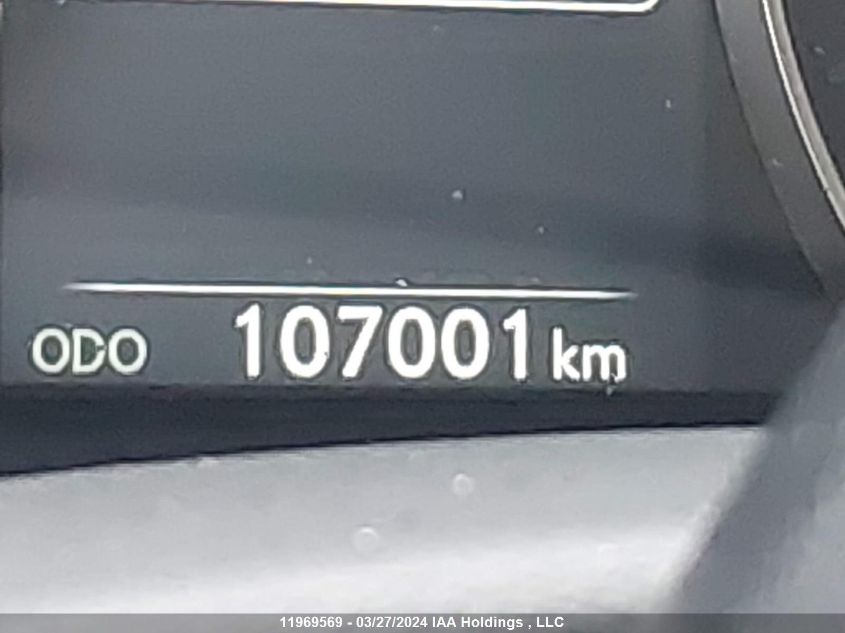 ODO 107001 km
11969569 - 03/27/2024 IAA Holdings , LLC